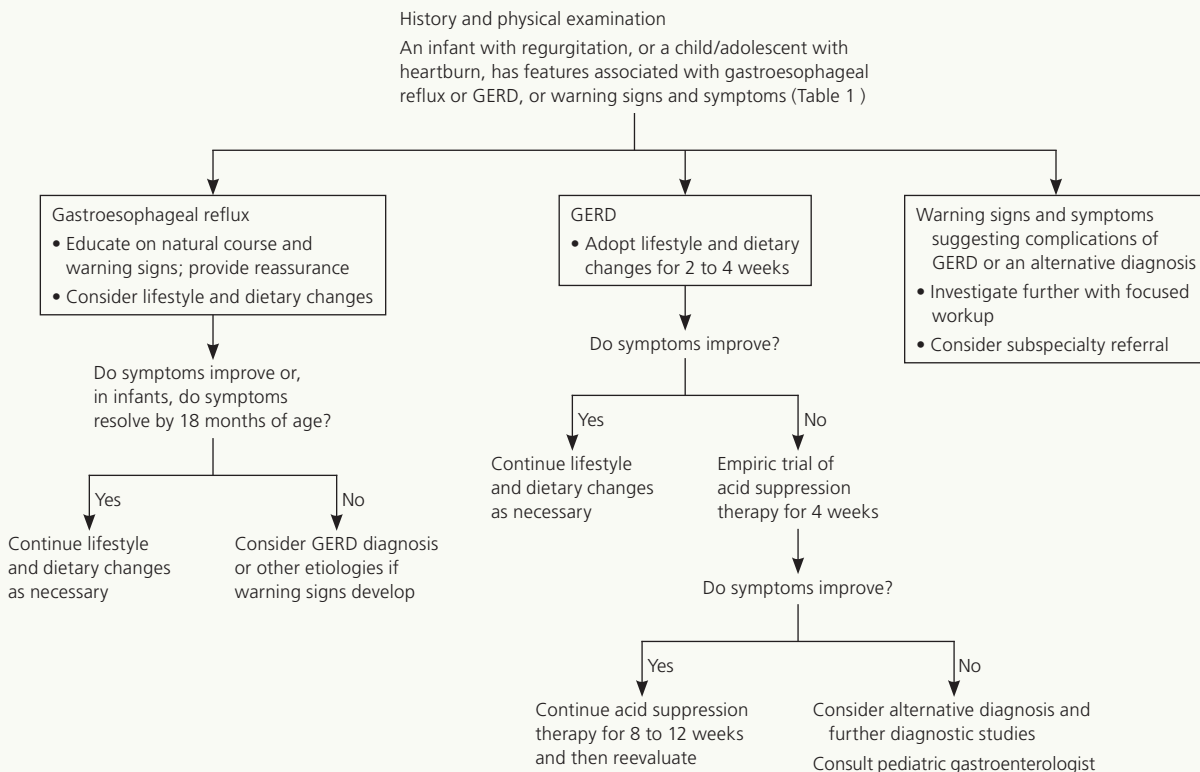 History and physical examination
An infant with regurgitation, or a child/adolescent with
heartburn, has features associated with gastroesophageal
reflux or GERD, or warning signs and symptoms (Table 1 )
Gastroesophageal reflux
• Educate on natural course and
warning signs; provide reassurance
• Consider lifestyle and dietary changes
GERD
• Adopt lifestyle and dietary
changes for 2 to 4 weeks
Warning signs and symptoms
suggesting complications of
GERD or an alternative diagnosis
• Investigate further with focused
workup
• Consider subspecialty referral
Do symptoms improve or,
in infants, do symptoms
resolve by 18 months of age?
Do symptoms improve?
Yes
No
Continue lifestyle
and dietary changes
as necessary
Consider GERD diagnosis
or other etiologies if
warning signs develop
Yes
No
Continue lifestyle
and dietary changes
as necessary
Empiric trial of
acid suppression
therapy for 4 weeks
Do symptoms improve?
Yes
No
Continue acid suppression
therapy for 8 to 12 weeks
and then reevaluate
Consider alternative diagnosis and
further diagnostic studies
Consult pediatric gastroenterologist